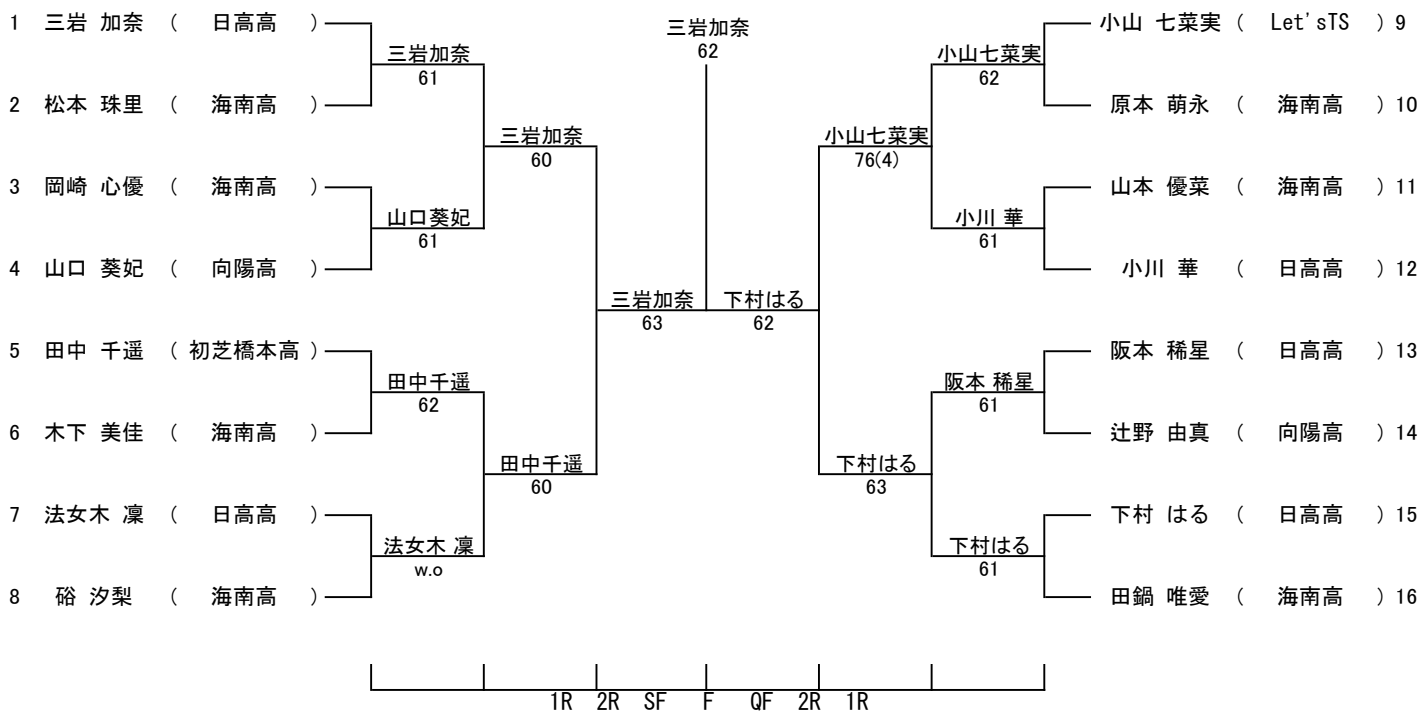 1 三岩 加奈 ( 日高高 )
2 松本 珠里 ( 海南高 )
3 岡崎 心優 ( 海南高 )
4 山口 葵妃 ( 向陽高 )
5 田中 千遥 ( 初芝橋本高 )
6 木下 美佳 ( 海南高 )
7 法女木 凜 ( 日高高 )
8 硲 汐梨 ( 海南高 )
三岩加奈
61
山口葵妃
61
田中千遥
62
法女木 凜
w.o
三岩加奈
60
田中千遥
60
三岩加奈
63
三岩加奈
62
下村はる
62
小山七菜実
76(4)
下村はる
63
小山七菜実
62
小川 華
61
阪本 稀星
61
下村はる
61
小山 七菜実 ( Let'sTS ) 9
原本 萌永 ( 海南高 ) 10
山本 優菜 ( 海南高 ) 11
小川 華 ( 日高高 ) 12
阪本 稀星 ( 日高高 ) 13
辻野 由真 ( 向陽高 ) 14
下村 はる ( 日高高 ) 15
田鍋 唯愛 ( 海南高 ) 16
1R 2R SF F QF 2R 1R